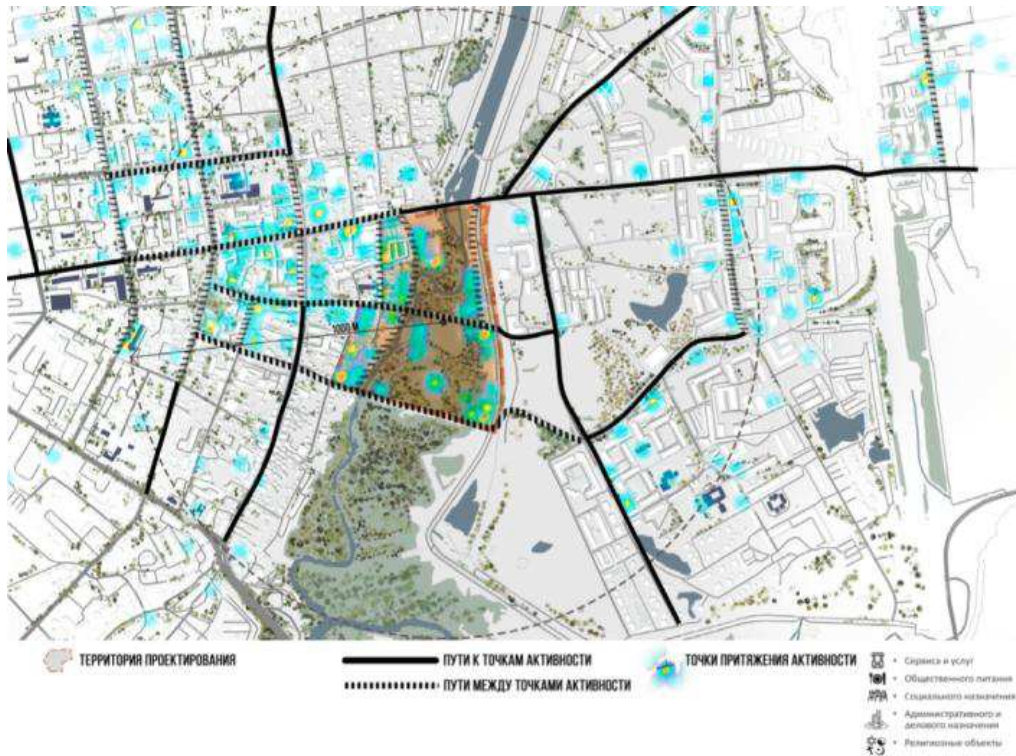 1000 М
ТЕРРИТОРИЯ ПРОЕКТИРОВАНИЯ
ПУТИ К ТОЧКАМ АКТИВНОСТИ
ПУТИ МЕЖДУ ТОЧКАМИ АКТИВНОСТИ
ТОЧКИ ПРИТЯЖЕНИЯ АКТИВНОСТИ
• Сервиса и услуг
• Общественного питания
• Социального назначения
• Административного и
делового назначения
• Религиозные объекты